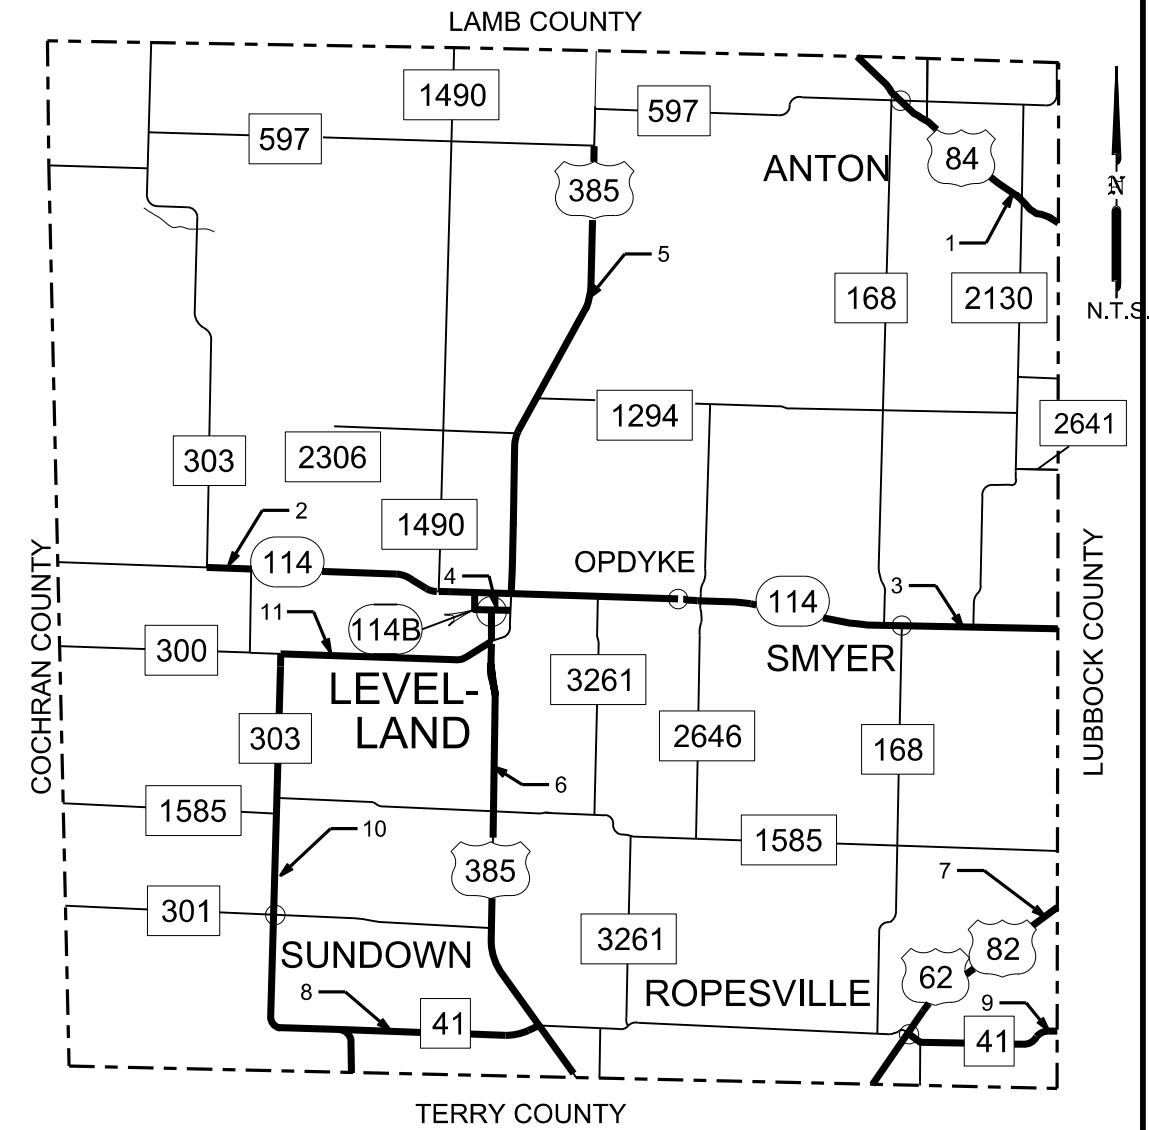 LAMB COUNTY
1490
597
597
385
ANTON
84
N
1
5
168
2130
N.T.S.
1294
2641
2306
303
1490
2
114
4
OPDYKE
114
3
11
114B
300
SMYER
LEVEL-
LAND
3261
303
2646
168
COCHRAN COUNTY
LUBBOCK COUNTY
6
1585
10
1585
385
7
301
3261
82
SUNDOWN
62
ROPESVILLE
8
41
9
41
TERRY COUNTY